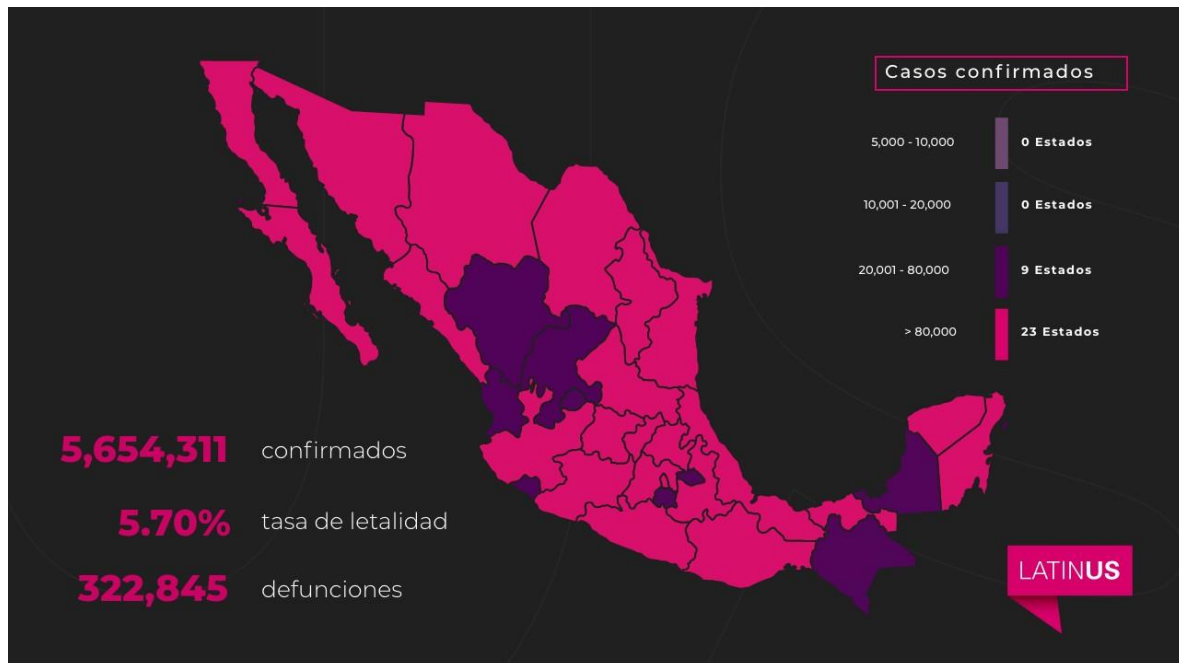 Casos confirmados
5,000 - 10,000 0 Estados
10,001 - 20,000 0 Estados
20,001 - 80,000 9 Estados
> 80,000 23 Estados
5,654,311 confirmados
5.70% tasa de letalidad
322,845 defunciones
LATINUS